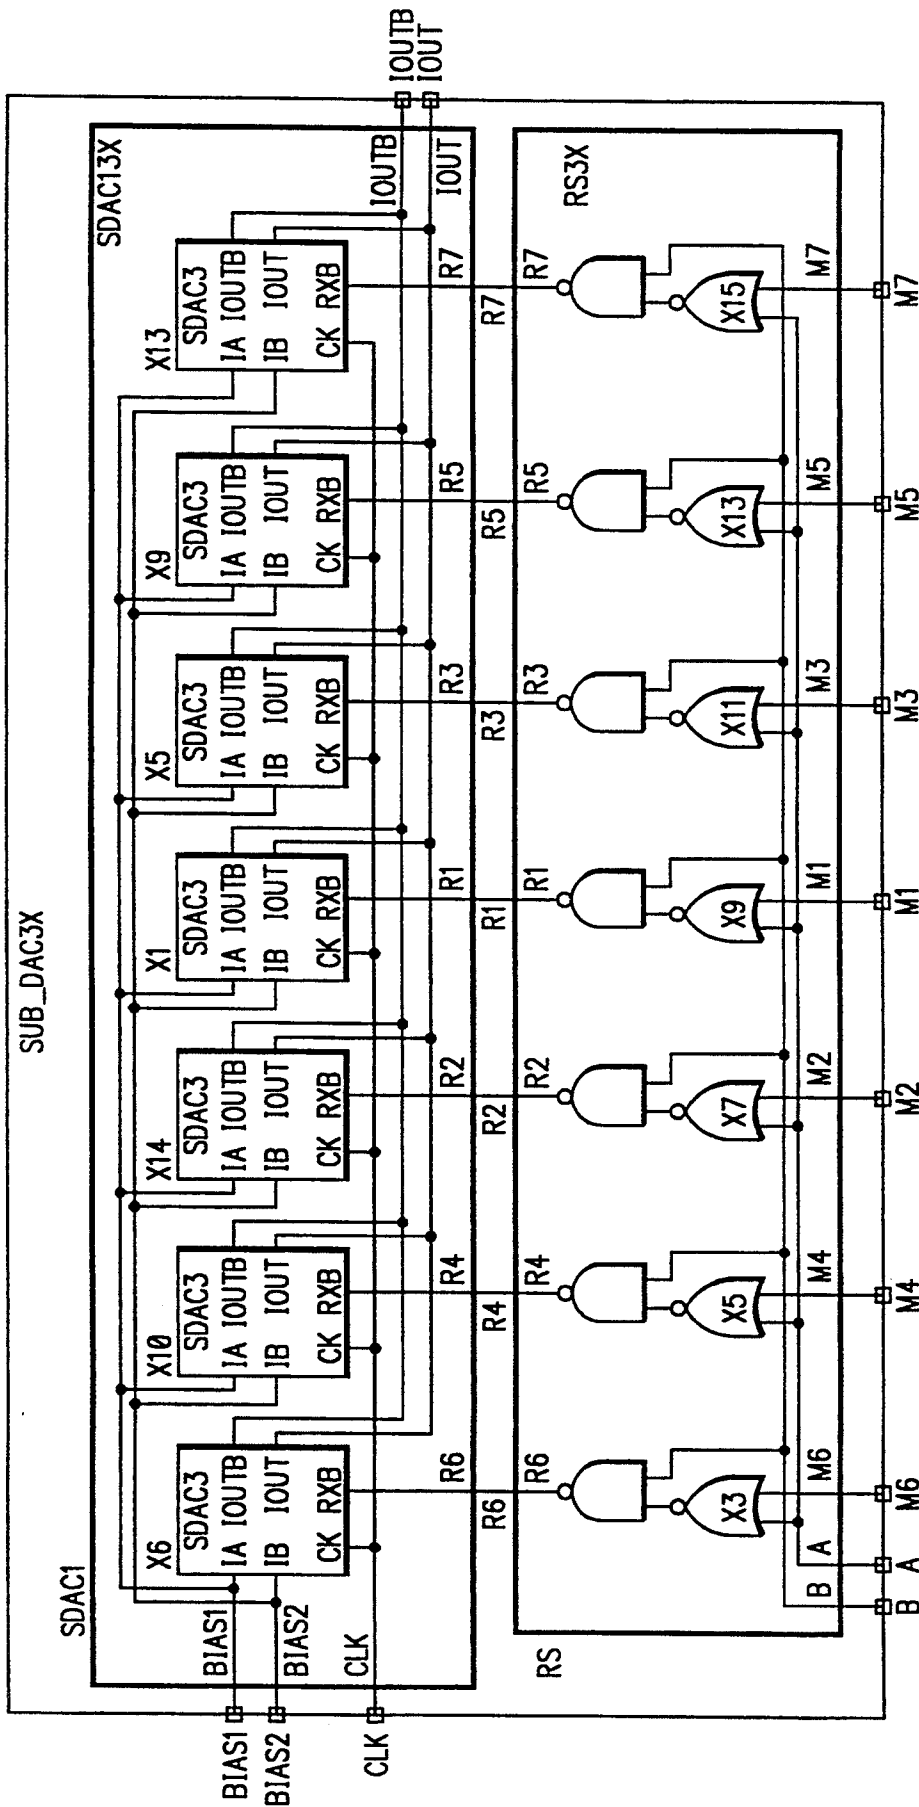 SUB_DAC3X
SDAC1
SDAC13X
X6
SDAC3
IA IOUTB
IB IOUT
CK RXB
X10
SDAC3
IA IOUTB
IB IOUT
CK RXB
X14
SDAC3
IA IOUTB
IB IOUT
CK RXB
X1
SDAC3
IA IOUTB
IB IOUT
CK RXB
X5
SDAC3
IA IOUTB
IB IOUT
CK RXB
X9
SDAC3
IA IOUTB
IB IOUT
CK RXB
X13
SDAC3
IA IOUTB
IB IOUT
CK RXB
BIAS1
BIAS1
BIAS2
BIAS2
CLK
CLK
IOUTB
IOUTB
IOUT
IOUT
R6
R4
R2
R1
R3
R5
R7
R6
R4
R2
R1
R3
R5
R7
RS
R6
R4
R2
R1
R3
R5
R7
RS3X
X3
X5
X7
X9
X11
X13
X15
B
A
M6
M4
M2
M1
M3
M5
M7
B
A
M6
M4
M2
M1
M3
M5
M7